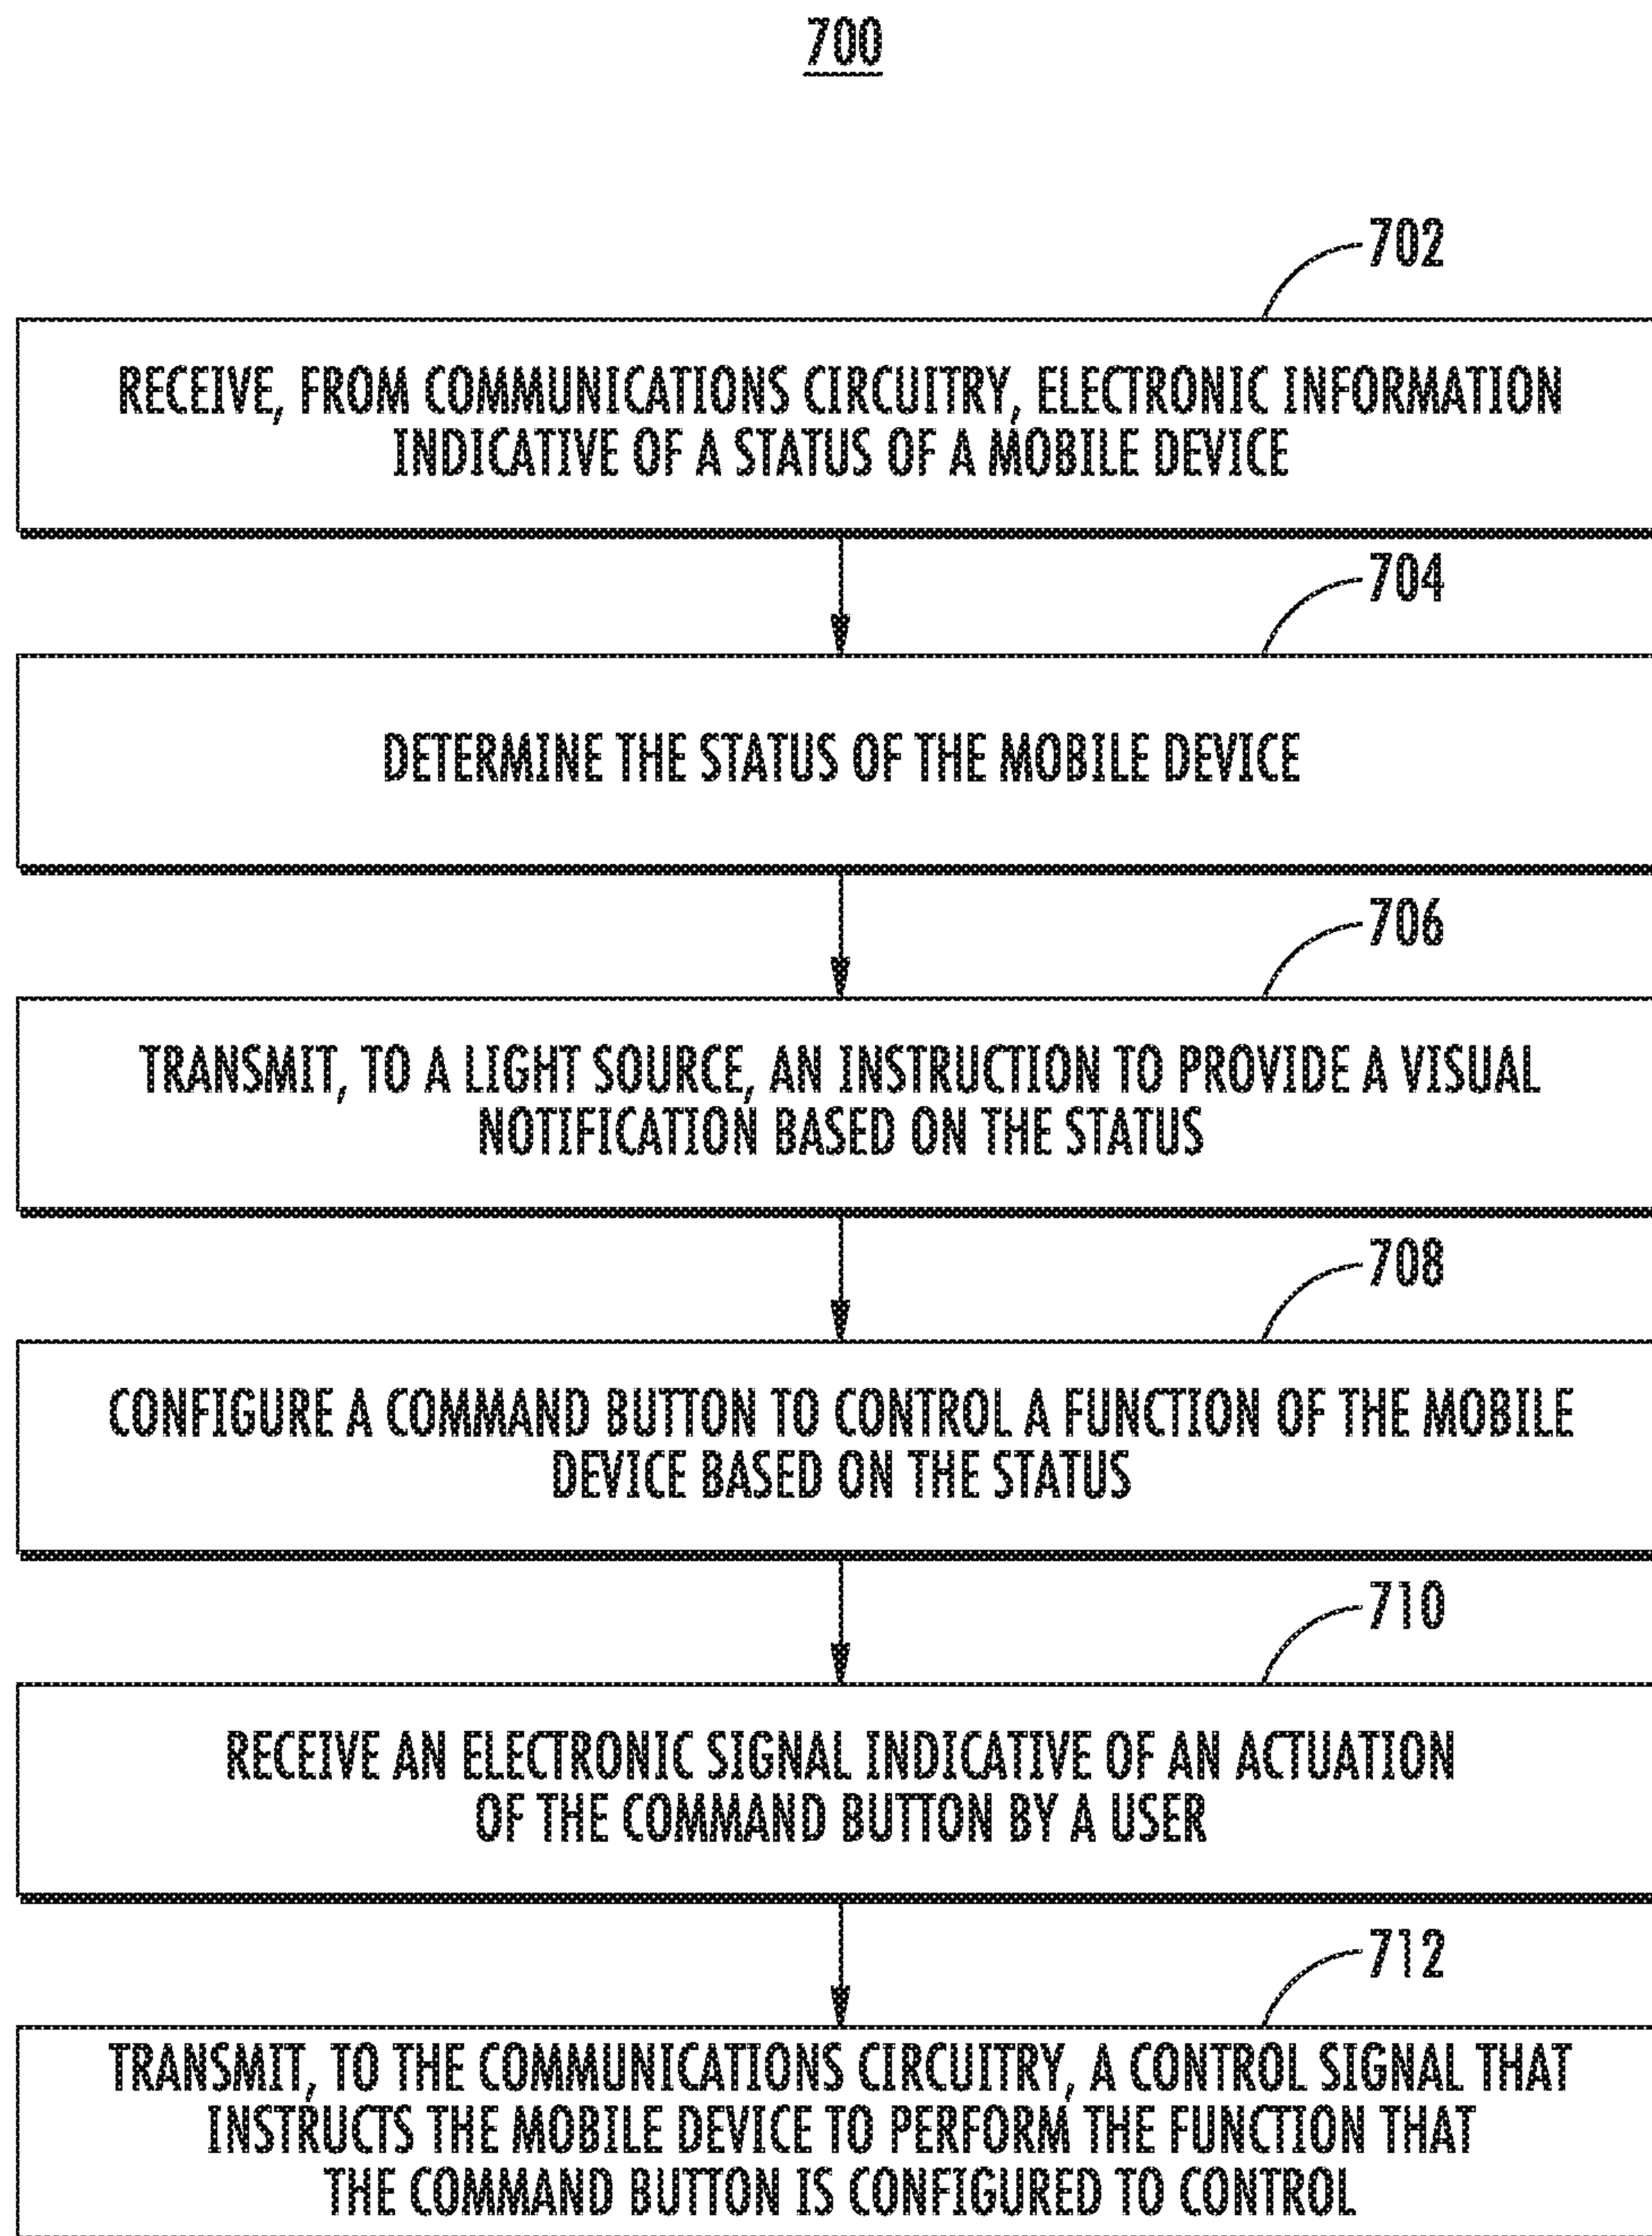 700
702
RECEIVE, FROM COMMUNICATIONS CIRCUITRY, ELECTRONIC INFORMATION
INDICATIVE OF A STATUS OF A MOBILE DEVICE
704
DETERMINE THE STATUS OF THE MOBILE DEVICE
706
TRANSMIT, TO A LIGHT SOURCE, AN INSTRUCTION TO PROVIDE A VISUAL
NOTIFICATION BASED ON THE STATUS
708
CONFIGURE A COMMAND BUTTON TO CONTROL A FUNCTION OF THE MOBILE
DEVICE BASED ON THE STATUS
710
RECEIVE AN ELECTRONIC SIGNAL INDICATIVE OF AN ACTUATION
OF THE COMMAND BUTTON BY A USER
712
TRANSMIT, TO THE COMMUNICATIONS CIRCUITRY, A CONTROL SIGNAL THAT
INSTRUCTS THE MOBILE DEVICE TO PERFORM THE FUNCTION THAT
THE COMMAND BUTTON IS CONFIGURED TO CONTROL